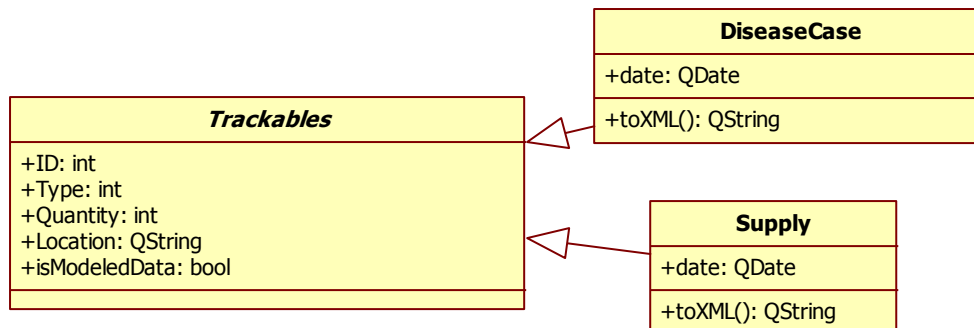 DiseaseCase
+date: QDate
+toXML(): QString
Trackables
+ID: int
+Type: int
+Quantity: int
+Location: QString
+isModeledData: bool
Supply
+date: QDate
+toXML(): QString